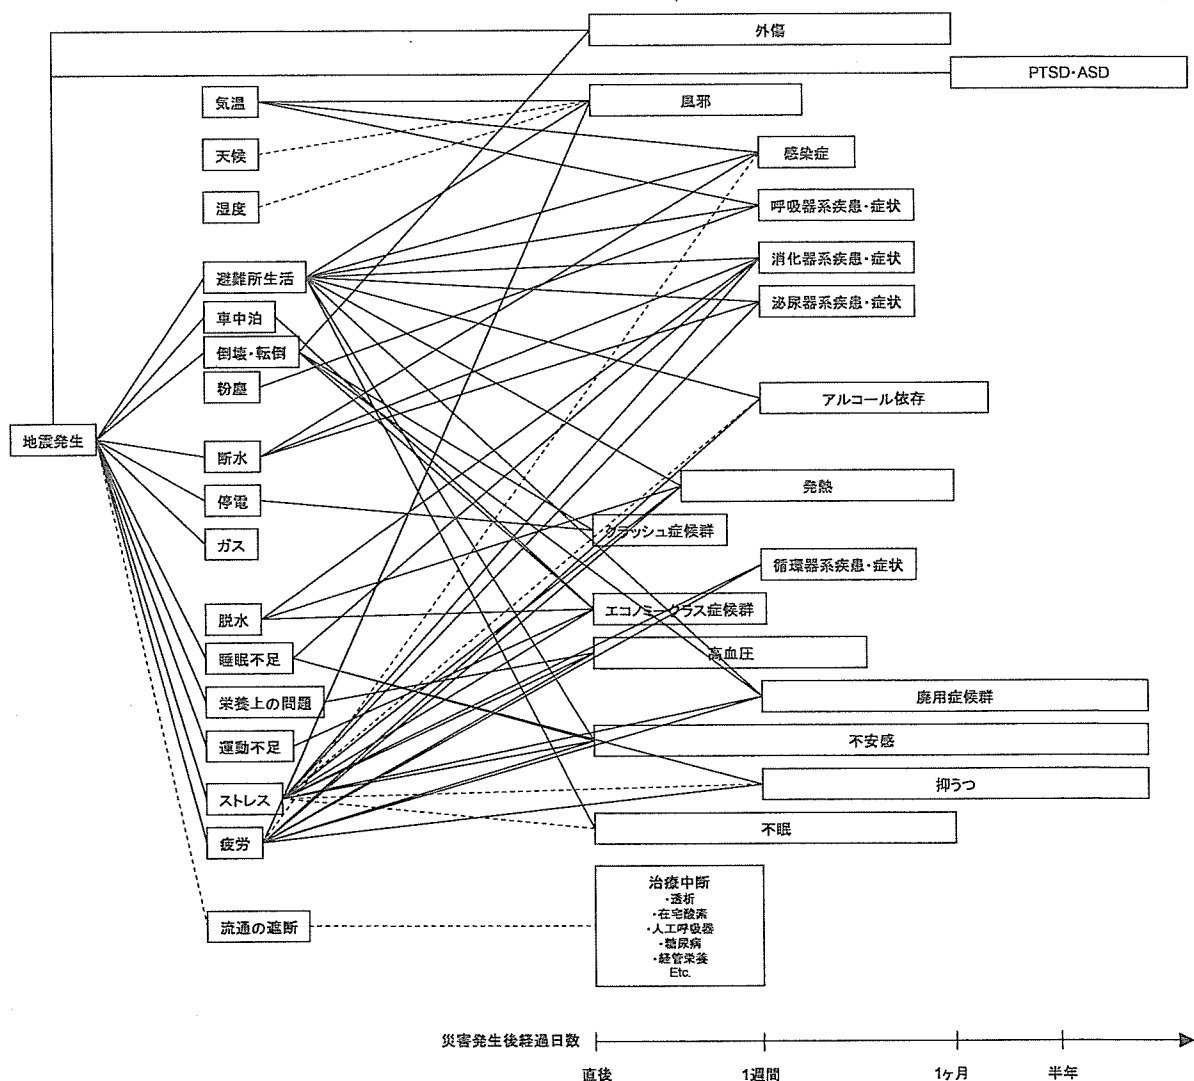 外傷
PTSD・ASD
気温
風邪
天候
感染症
湿度
呼吸器系疾患・症状
消化器系疾患・症状
避難所生活
泌尿器系疾患・症状
車中泊
倒壊・転倒
粉塵
アルコール依存
地震発生
断水
発熱
停電
クラッシュ症候群
ガス
循環器系疾患・症状
脱水
エコノミークラス症候群
睡眠不足
高血圧
栄養上の問題
廃用症候群
運動不足
不安感
ストレス
抑うつ
疲労
不眠
治療中断
・透析
・在宅酸素
・人工呼吸器
・糖尿病
・経管栄養
Etc.
流通の遮断
災害発生後経過日数
直後
1週間
1ヶ月
半年